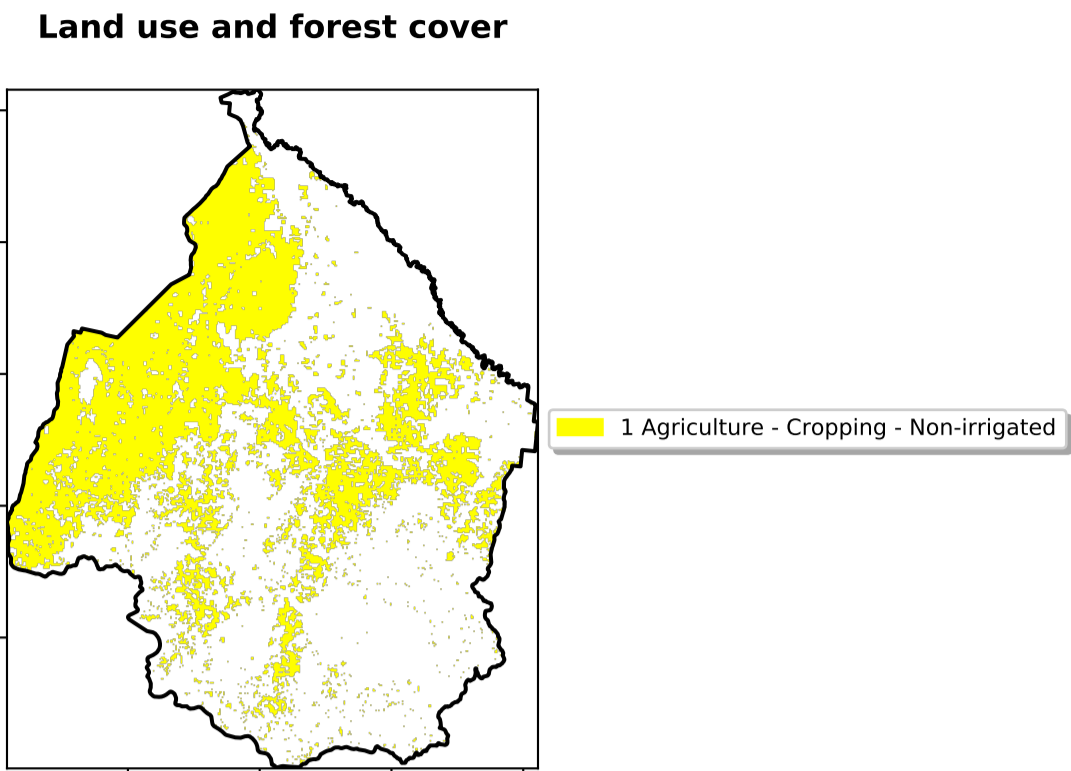 Land use and forest cover
1 Agriculture - Cropping - Non-irrigated